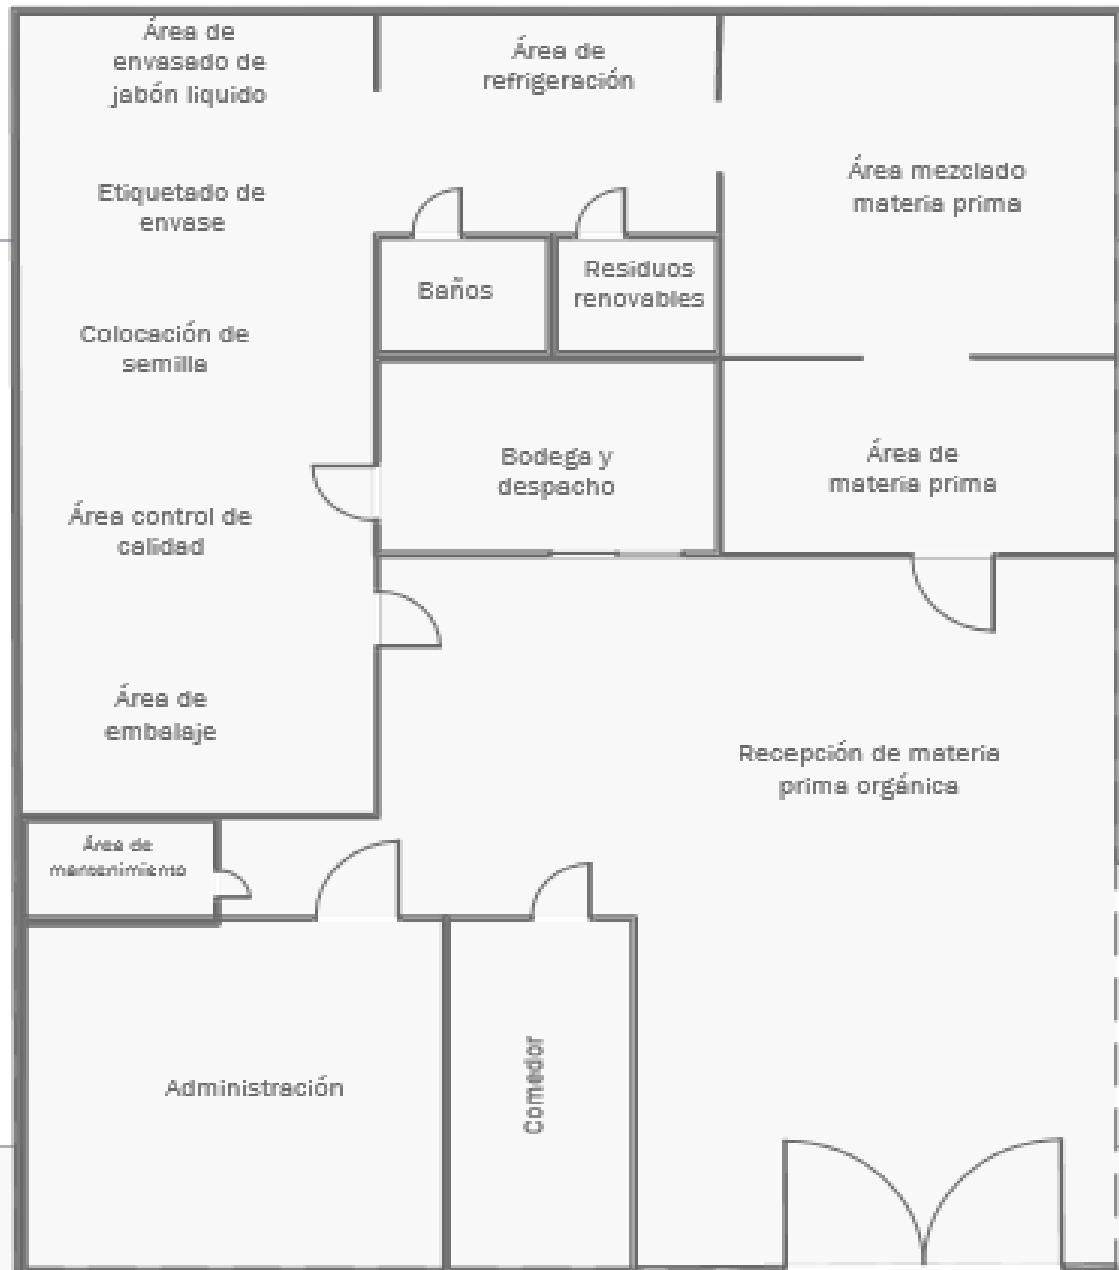 Área de
envasado de
jabón liquido
Área de
refrigeración
Área mezclado
materia prima
Etiquetado de
envase
Baños
Residuos
renovables
Colocación de
semilla
Bodega y
despacho
Área de
materia prima
Área control de
calidad
Área de
embalaje
Recepción de materia
prima orgánica
Área de
mantenimiento
Administración
Comedor